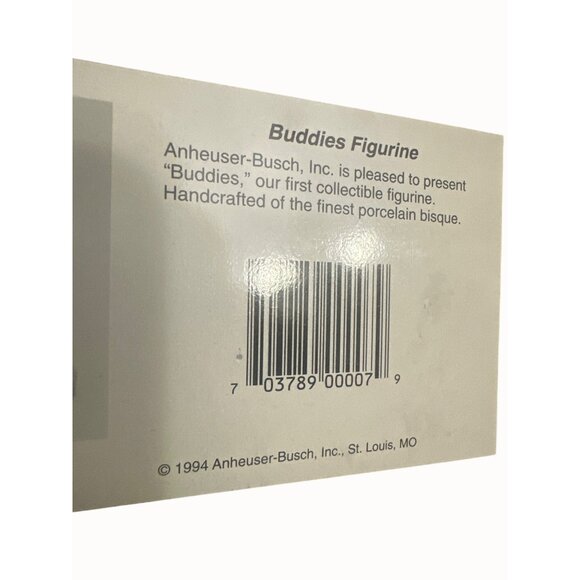 Buddies Figurine
Anheuser-Busch, Inc. is pleased to present
“Buddies,” our first collectible figurine.
Handcrafted of the finest porcelain bisque.
7 03789 00007 9
© 1994 Anheuser-Busch, Inc., St. Louis, MO